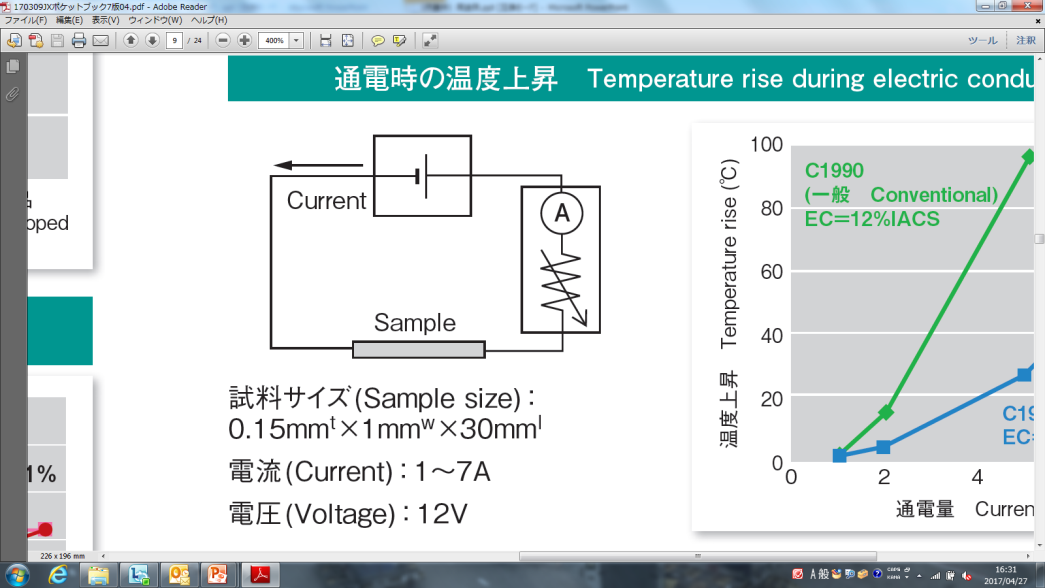 170309JXポケットブック7版04.pdf - Adobe Reader
ファイル(F) 編集(E) 表示(V) ウィンドウ(W) ヘルプ(H)
9 / 24 400% ツール 注釈
通電時の温度上昇 Temperature rise during electric condu
oped
1%
Current
A
Sample
試料サイズ(Sample size)：
0.15mmᵗ×1mmʷ×30mmˡ
電流(Current)：1～7A
電圧(Voltage)：12V
温度上昇 Temperature rise (℃)
100
80
60
40
20
0
C1990
(一般 Conventional)
EC=12%IACS
C19
EC=
0 2 4
通電量 Curren
226 x 196 mm
A 般
CAPS
KANA
16:31
2017/04/27